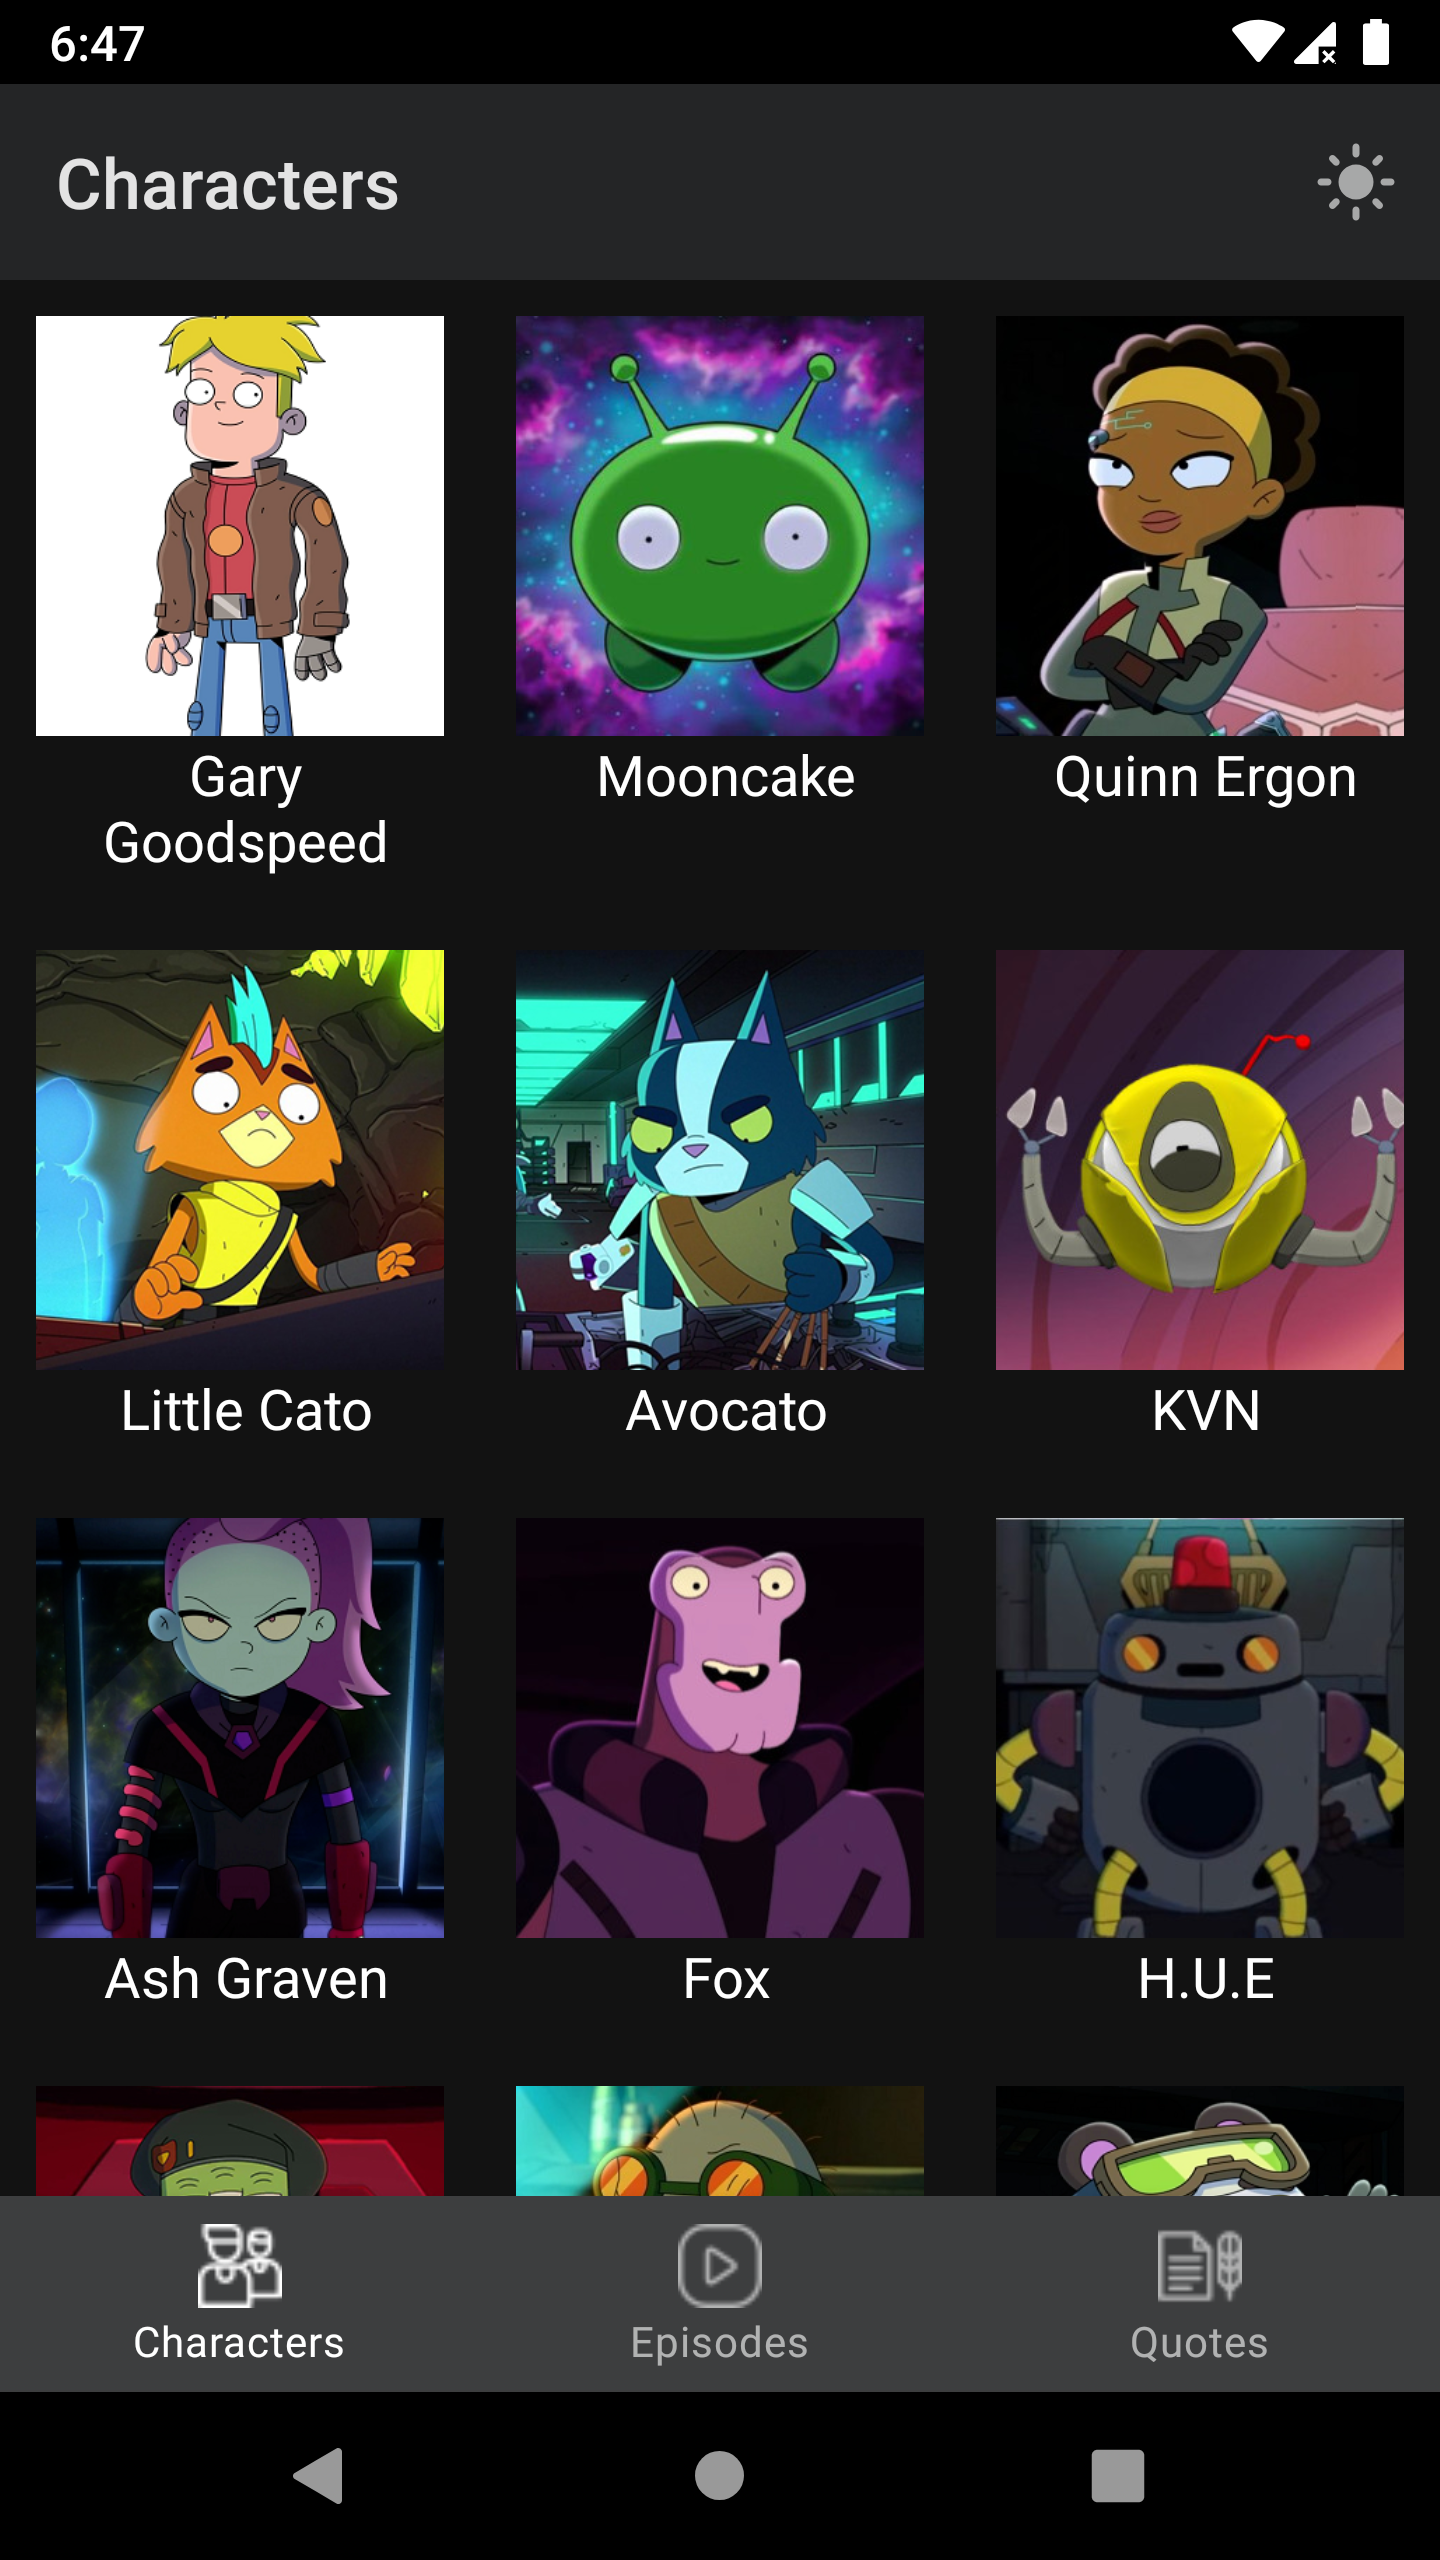 6:47
Characters
Gary
Goodspeed
Mooncake
Quinn Ergon
Little Cato
Avocato
KVN
Ash Graven
Fox
H.U.E
Characters
Episodes
Quotes